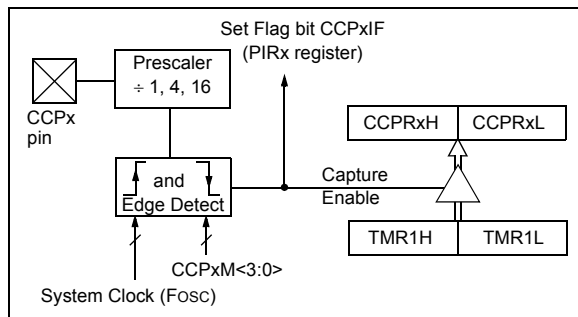 Set Flag bit CCPxIF
(PIRx register)
Prescaler
÷ 1, 4, 16
CCPx
pin
CCPRxH
CCPRxL
and
Edge Detect
Capture
Enable
TMR1H
TMR1L
CCPxM<3:0>
System Clock (FOSC)